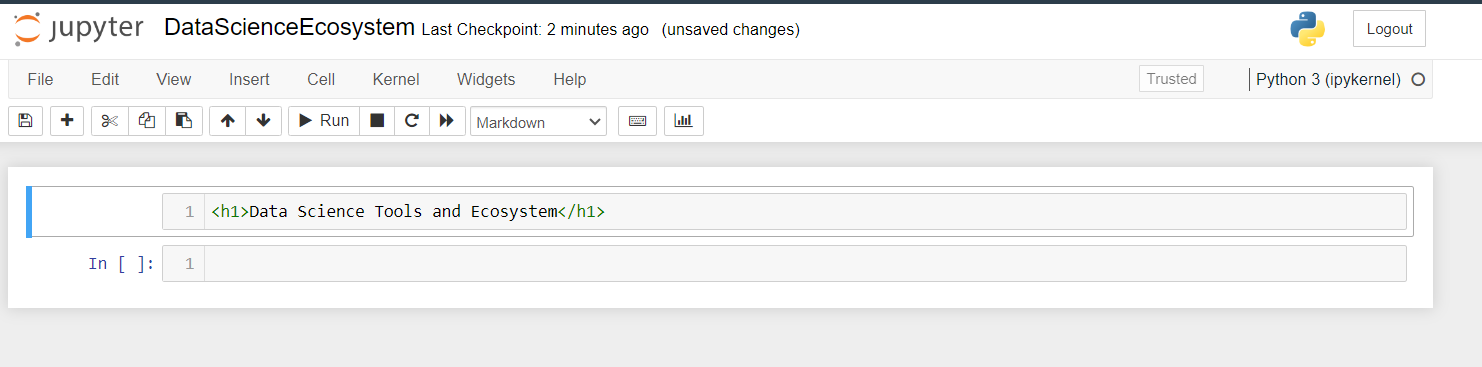 jupyter DataScienceEcosystem Last Checkpoint: 2 minutes ago (unsaved changes) Logout
File Edit View Insert Cell Kernel Widgets Help Trusted Python 3 (ipykernel)
Run Markdown
1 <h1>Data Science Tools and Ecosystem</h1>
In [ ]: 1